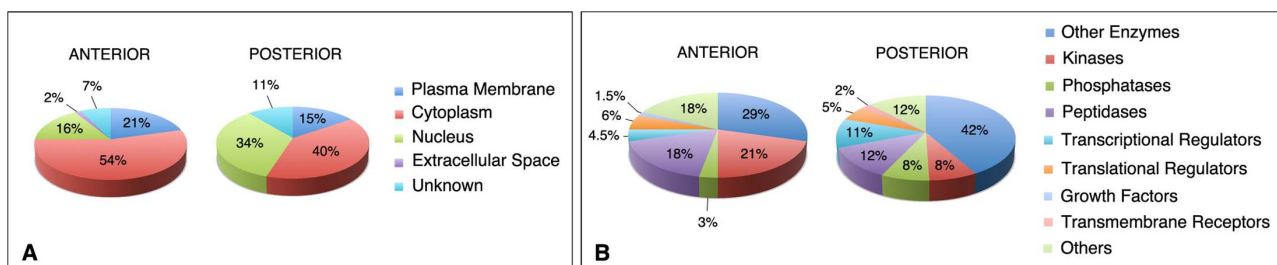 ANTERIOR
POSTERIOR
7%
2%
21%
16%
54%
11%
15%
34%
40%
Plasma Membrane
Cytoplasm
Nucleus
Extracellular Space
Unknown
A
ANTERIOR
POSTERIOR
1.5%
6%
4.5%
18%
29%
18%
21%
3%
2%
5%
12%
11%
42%
12%
8%
8%
Other Enzymes
Kinases
Phosphatases
Peptidases
Transcriptional Regulators
Translational Regulators
Growth Factors
Transmembrane Receptors
Others
B